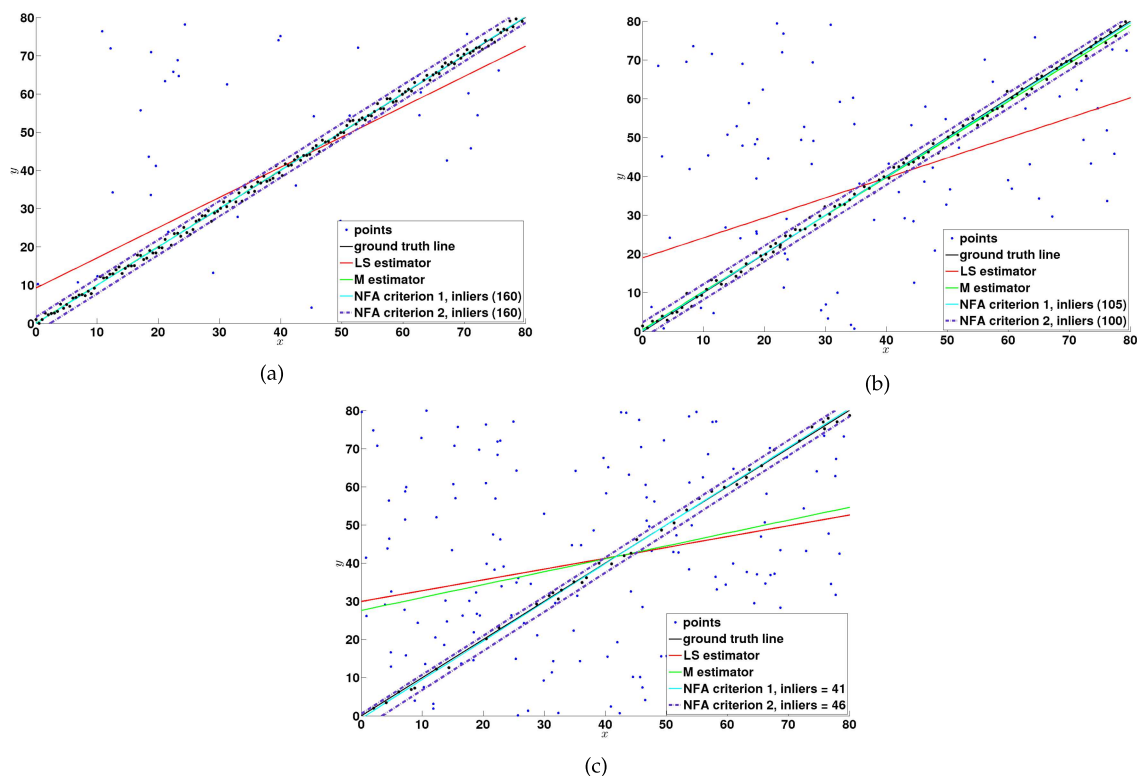 80
70
60
50
40
30
20
10
0
y
0 10 20 30 40 50 60 70 80
x
points
ground truth line
LS estimator
M estimator
NFA criterion 1, inliers (160)
NFA criterion 2, inliers (160)
(a)
80
70
60
50
40
30
20
10
0
y
0 10 20 30 40 50 60 70 80
x
points
ground truth line
LS estimator
M estimator
NFA criterion 1, inliers (105)
NFA criterion 2, inliers (100)
(b)
80
70
60
50
40
30
20
10
0
y
0 10 20 30 40 50 60 70 80
x
points
ground truth line
LS estimator
M estimator
NFA criterion 1, inliers = 41
NFA criterion 2, inliers = 46
(c)